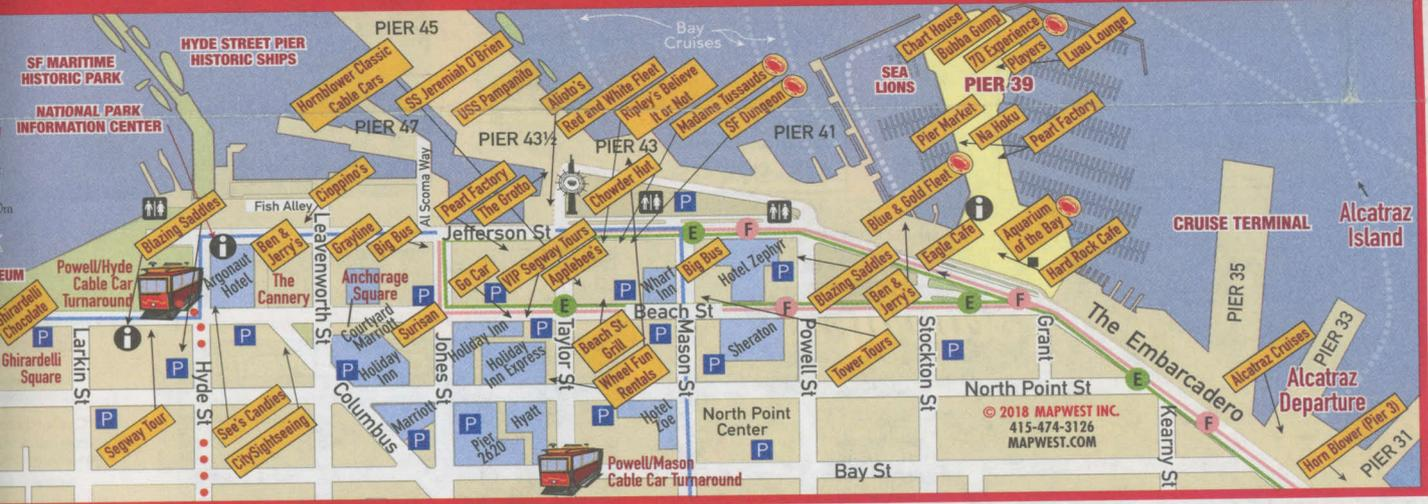 PIER 45
HYDE STREET PIER
HISTORIC SHIPS
SF MARITIME
HISTORIC PARK
NATIONAL PARK
INFORMATION CENTER
Hornblower Classic
Cable Cars
SS Jeremiah O'Brien
USS Pampanito
Alioto's
Red and White Fleet
Ripley's Believe
It or Not!
Madame Tussauds
SF Dungeon
Bay
Cruises
Chart House
Bubba Gump
7D Experience
Players
Luau Lounge
SEA
LIONS
PIER 39
Pier Market
Na Hoku
Pearl Factory
PIER 47
PIER 43½
PIER 43
PIER 41
Al Scoma Way
Fish Alley
Cioppino's
Pearl Factory
The Grotto
Chowder Hut
Blue & Gold Fleet
i
Aquarium
of the Bay
Eagle Cafe
Hard Rock Cafe
CRUISE TERMINAL
Alcatraz
Island
Blazing Saddles
i
Ben &
Jerry's
Leavenworth St
Grayline
Big Bus
Jefferson St
P
E
F
EUM
Powell/Hyde
Cable Car
Turnaround
Argonaut
Hotel
The
Cannery
Anchorage
Square
P
Go Car
P
VIP Segway Tours
Applebee's
P
Wharf
Inn
Big Bus
Hotel Zephyr
P
Blazing Saddles
Ben &
Jerry's
PIER 35
PIER 33
hirardelli
Chocolate
P
i
P
Courtyard
Marriott
Surisan
E
Beach St
F
E
F
Ghirardelli
Square
Larkin St
P
Hyde St
P
Holiday
Inn
Jones St
Holiday Inn
P
Holiday
Inn Express
Taylor St
Beach St.
Grill
Wheel Fun
Rentals
Mason St
P
Sheraton
Powell St
Tower Tours
Stockton St
P
Grant
The Embarcadero
Alcatraz Cruises
Alcatraz
Departure
E
North Point St
Segway Tour
P
See's Candies
CitySightseeing
Columbus
Marriott
P
P
Pier
2620
Hyatt
P
Hotel
Zoe
North Point
Center
P
© 2018 MAPWEST INC.
415-474-3126
MAPWEST.COM
Kearny St
F
Horn Blower (Pier 3)
PIER 31
Powell/Mason
Cable Car Turnaround
Bay St